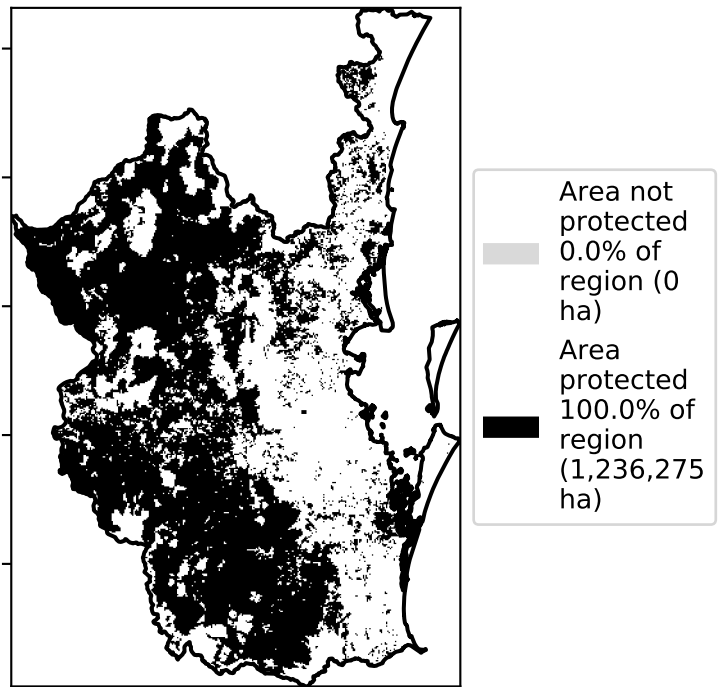 Area not
protected
0.0% of
region (0
ha)
Area
protected
100.0% of
region
(1,236,275
ha)